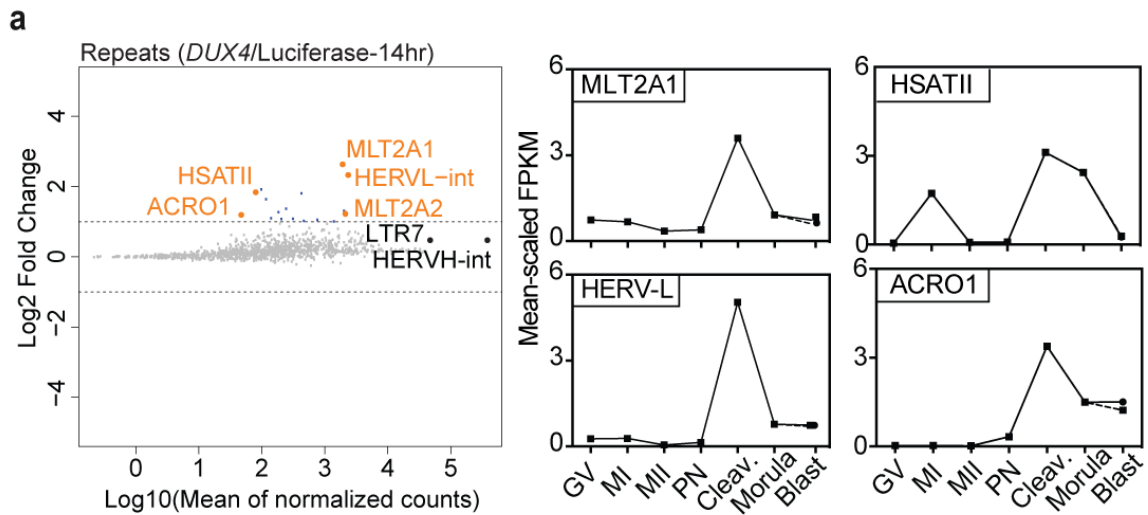 a
Repeats (DUX4/Luciferase-14hr)
Log2 Fold Change
4
2
0
−2
−4
HSATII
ACRO1
MLT2A1
HERVL−int
MLT2A2
LTR7
HERVH-int
0 1 2 3 4 5
Log10(Mean of normalized counts)
Mean-scaled FPKM
6
3
0
MLT2A1
6
3
0
HSATII
6
3
0
HERV-L
GV MI MII PN Cleav. Morula Blast
6
3
0
ACRO1
GV MI MII PN Cleav. Morula Blast